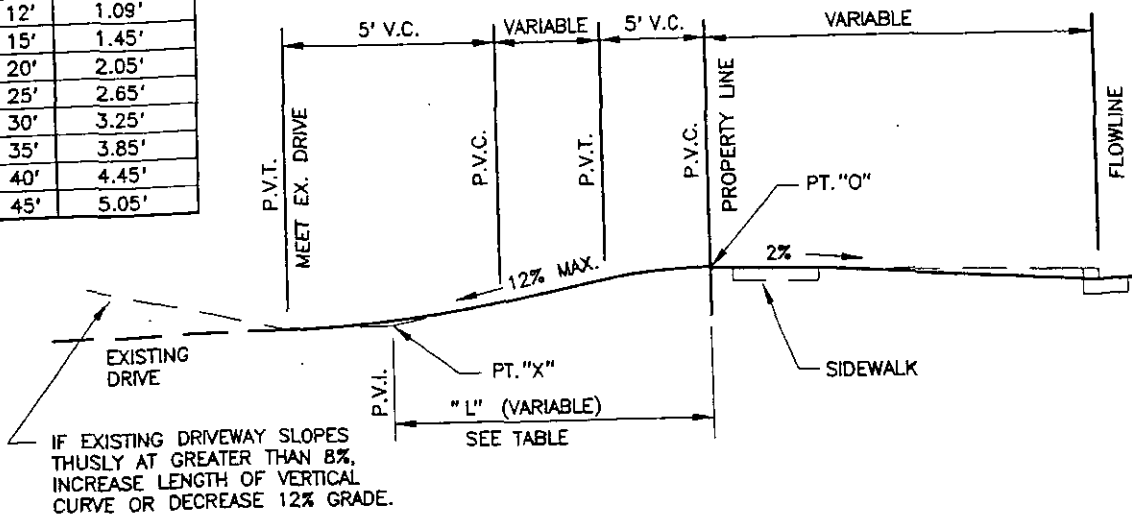 12' 1.09'
15' 1.45'
20' 2.05'
25' 2.65'
30' 3.25'
35' 3.85'
40' 4.45'
45' 5.05'
5' V.C. VARIABLE 5' V.C. VARIABLE
P.V.T.
MEET EX. DRIVE
P.V.C.
P.V.T.
P.V.C.
PROPERTY LINE
FLOWLINE
PT."O"
12% MAX.
2%
EXISTING
DRIVE
PT."X"
SIDEWALK
P.V.I.
"L" (VARIABLE)
SEE TABLE
IF EXISTING DRIVEWAY SLOPES
THUSLY AT GREATER THAN 8%,
INCREASE LENGTH OF VERTICAL
CURVE OR DECREASE 12% GRADE.